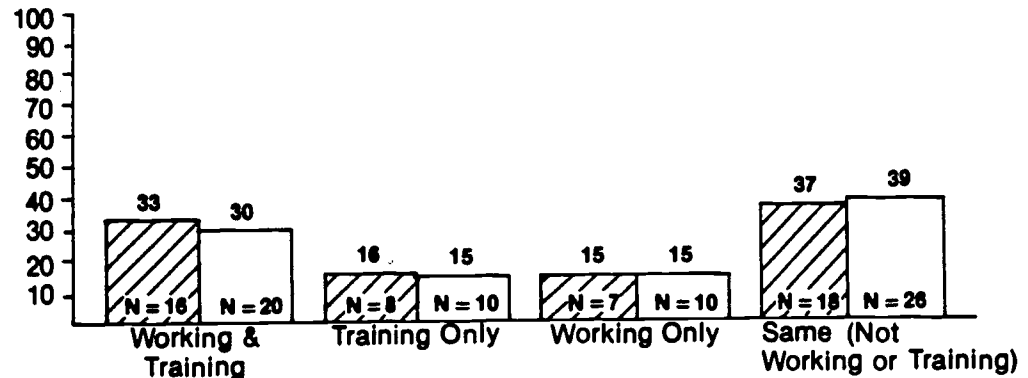 100
90
80
70
60
50
40
30
20
10
33
30
16
15
15
15
37
39
N = 16
N = 20
N = 8
N = 10
N = 7
N = 10
N = 18
N = 26
Working &
Training
Training Only
Working Only
Same (Not
Working or Training)